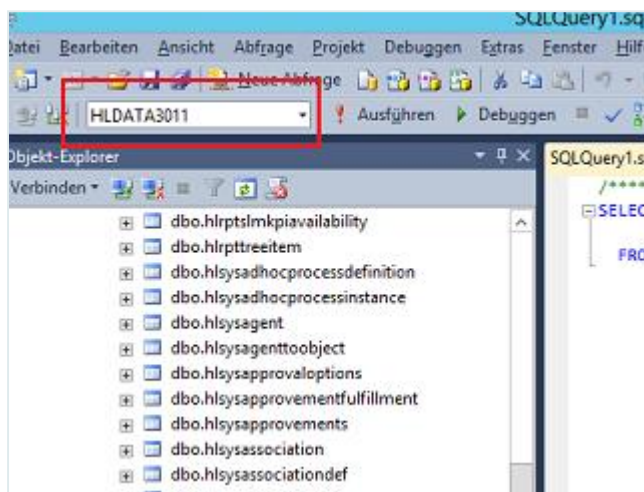 SQLQuery1.sq
Datei Bearbeiten Ansicht Abfrage Projekt Debuggen Extras Fenster Hilf
Neue Abfrage
HLDATA3011 Ausführen Debuggen
Objekt-Explorer SQLQuery1.s
Verbinden /****
SELEC
dbo.hlrptslmkpiavailability
FRO
dbo.hlrpttreeitem
dbo.hlsysadhocprocessdefinition
dbo.hlsysadhocprocessinstance
dbo.hlsysagent
dbo.hlsysagenttoobject
dbo.hlsysapprovaloptions
dbo.hlsysapprovementfulfillment
dbo.hlsysapprovements
dbo.hlsysassociation
dbo.hlsysassociationdef